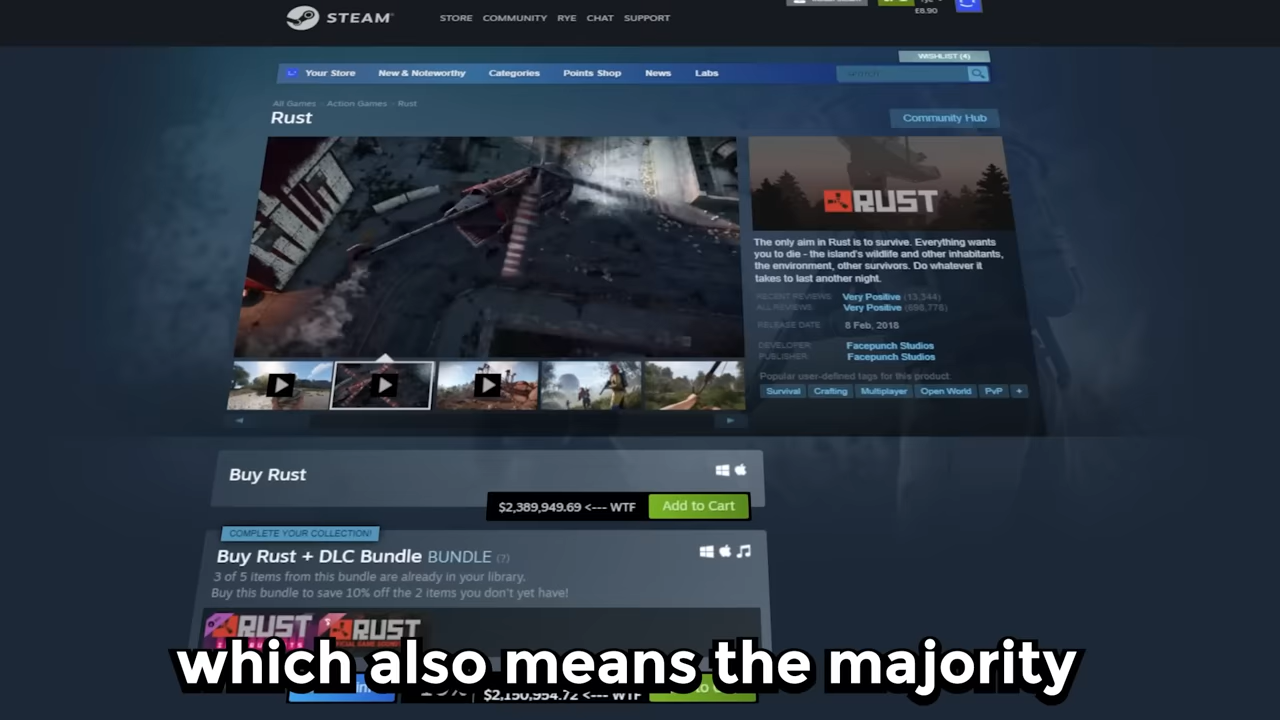 STEAM
STORE COMMUNITY RYE CHAT SUPPORT
£8.90
WISHLIST (4)
Your Store New & Noteworthy Categories Points Shop News Labs
All Games Action Games Rust
Rust
Community Hub
RUST
The only aim in Rust is to survive. Everything wants
you to die - the island's wildlife and other inhabitants,
the environment, other survivors. Do whatever it
takes to last another night.
RECENT REVIEWS: Very Positive (13,344)
ALL REVIEWS: Very Positive
RELEASE DATE: 8 Feb, 2018
DEVELOPER: Facepunch Studios
PUBLISHER: Facepunch Studios
Popular user-defined tags for this product:
Survival Crafting Multiplayer Open World PvP +
Buy Rust
$2,389,949.69 <--- WTF Add to Cart
COMPLETE YOUR COLLECTION!
Buy Rust + DLC Bundle BUNDLE (?)
3 of 5 items from this bundle are already in your library.
Buy this bundle to save 10% off the 2 items you don't yet have!
RUST RUST
which also means the majority
$2,150,954.72 <--- WTF